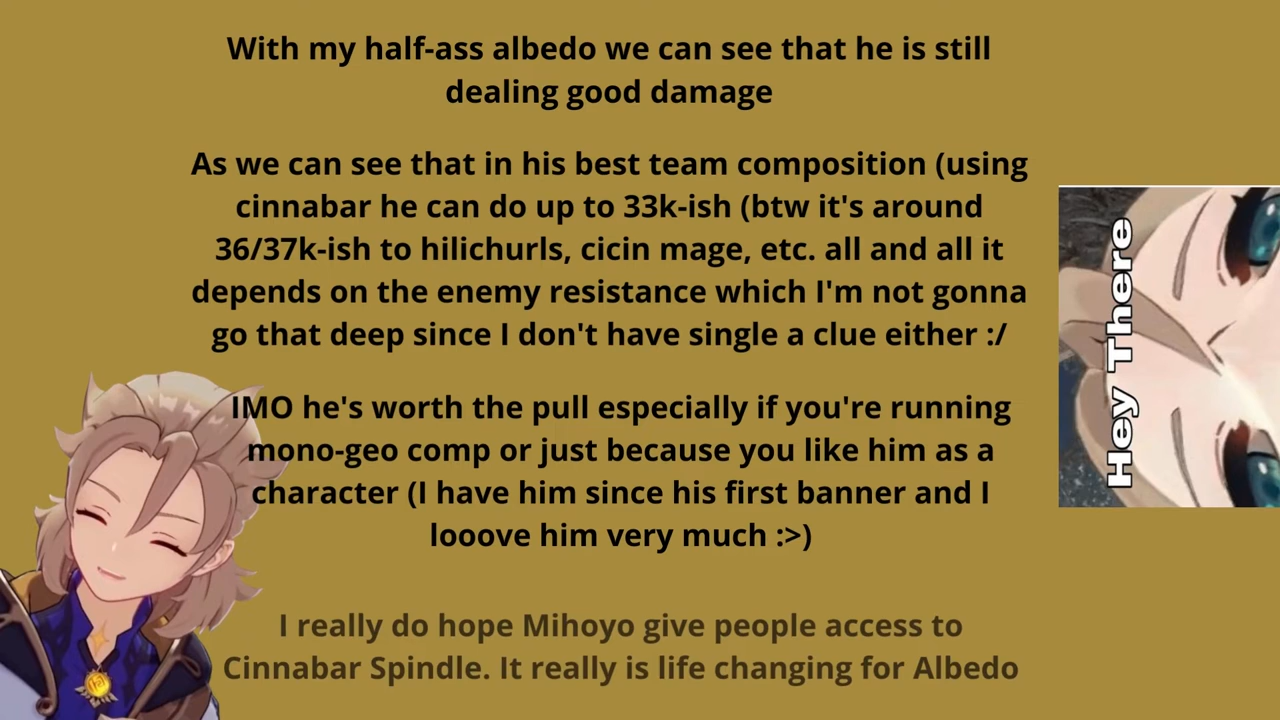 With my half-ass albedo we can see that he is still
dealing good damage
As we can see that in his best team composition (using
cinnabar he can do up to 33k-ish (btw it's around
36/37k-ish to hilichurls, cicin mage, etc. all and all it
depends on the enemy resistance which I'm not gonna
go that deep since I don't have single a clue either :/
IMO he's worth the pull especially if you're running
mono-geo comp or just because you like him as a
character (I have him since his first banner and I
looove him very much :>)
I really do hope Mihoyo give people access to
Cinnabar Spindle. It really is life changing for Albedo
Hey There